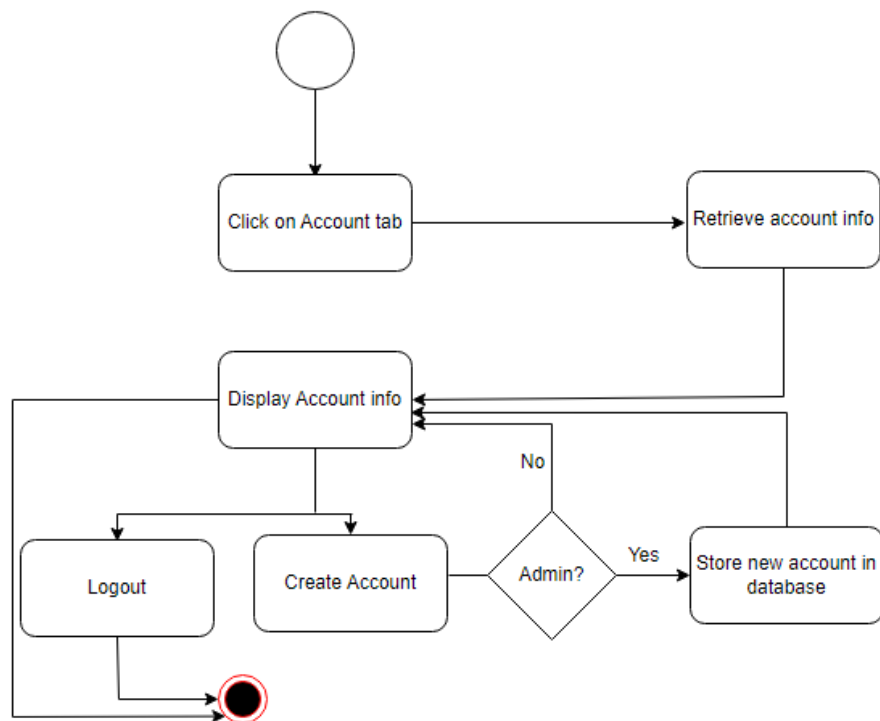 Click on Account tab
Retrieve account info
Display Account info
No
Logout
Create Account
Admin?
Yes
Store new account in
database